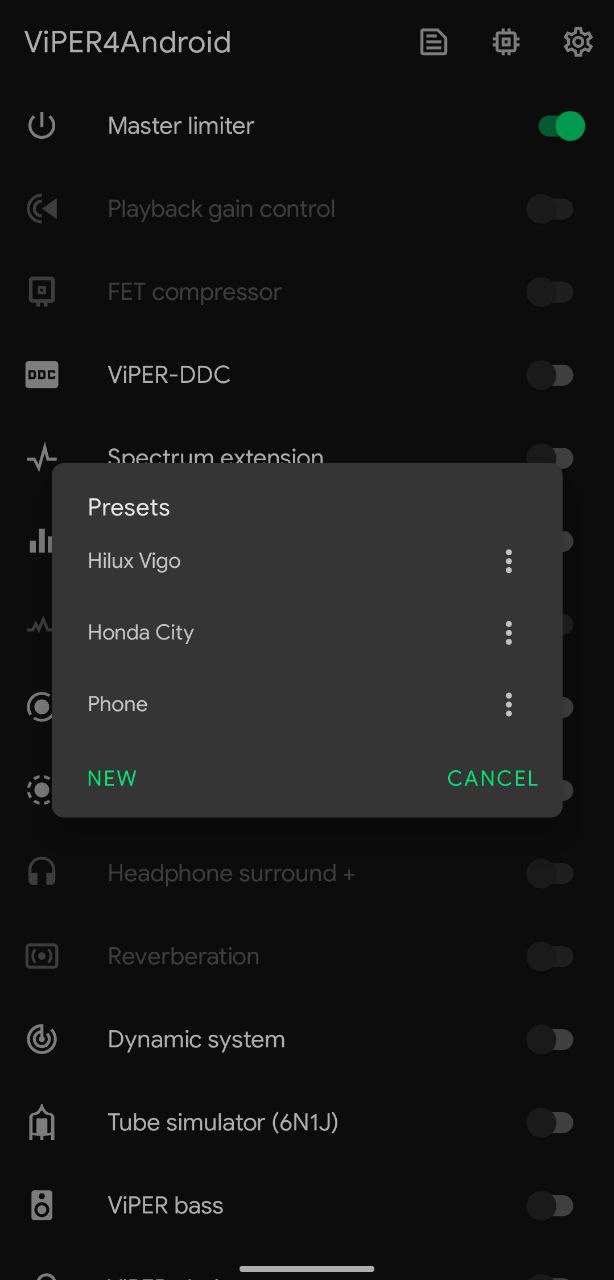 ViPER4Android
Master limiter
Playback gain control
FET compressor
DDC
ViPER-DDC
Spectrum extension
Presets
Hilux Vigo
Honda City
Phone
NEW
CANCEL
Headphone surround +
Reverberation
Dynamic system
Tube simulator (6N1J)
ViPER bass